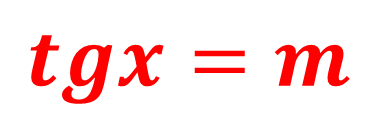 tgx = m